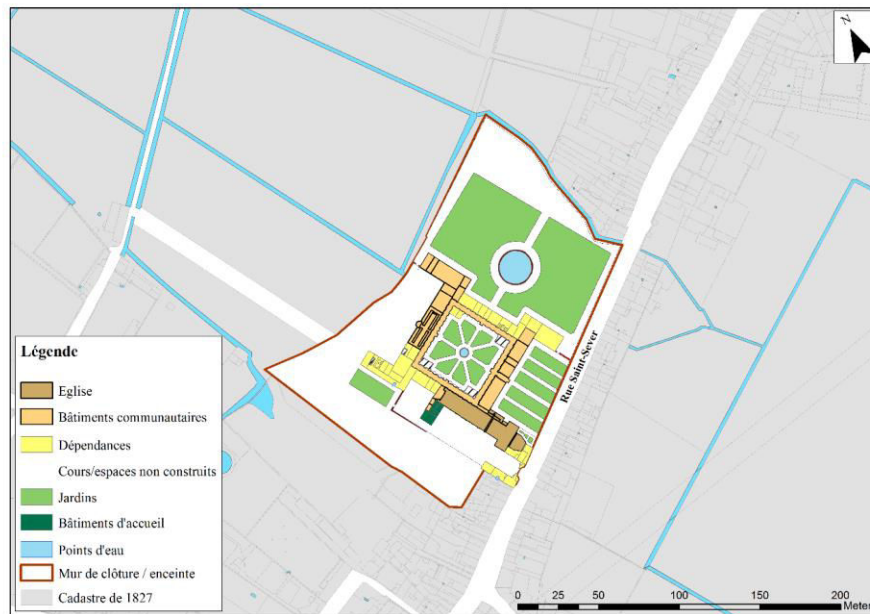 N
Rue Saint-Sever
Légende
Eglise
Bâtiments communautaires
Dépendances
Cours/espaces non construits
Jardins
Bâtiments d'accueil
Points d'eau
Mur de clôture / enceinte
Cadastre de 1827
0 25 50 100 150 200
Meter